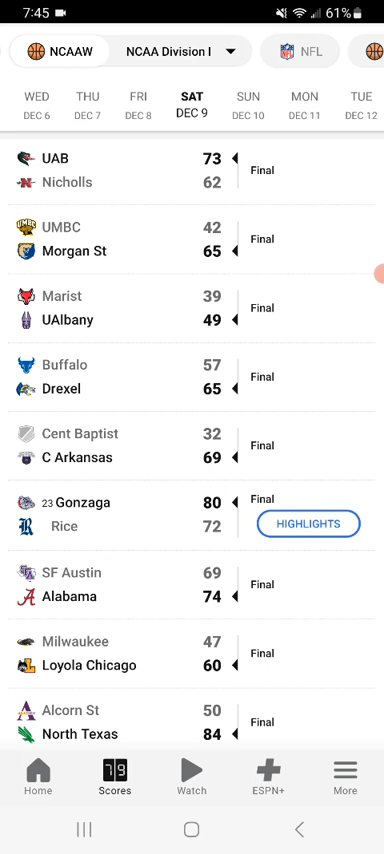 7:45 61%
NCAAW NCAA Division I NFL
WED THU FRI SAT SUN MON TUE
DEC 6 DEC 7 DEC 8 DEC 9 DEC 10 DEC 11 DEC 12
UAB 73 Final
Nicholls 62
UMBC 42 Final
Morgan St 65
Marist 39 Final
UAlbany 49
Buffalo 57 Final
Drexel 65
Cent Baptist 32 Final
C Arkansas 69
23 Gonzaga 80 Final
Rice 72 HIGHLIGHTS
SF Austin 69 Final
Alabama 74
Milwaukee 47 Final
Loyola Chicago 60
Alcorn St 50 Final
North Texas 84
Home Scores Watch ESPN+ More